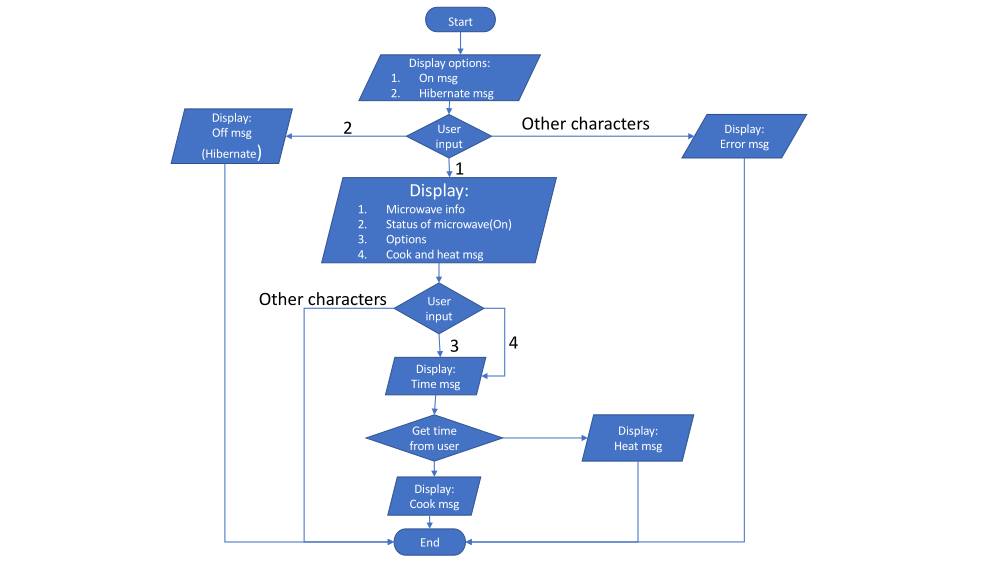 Start
Display options:
1. On msg
2. Hibernate msg
Display:
Off msg
(Hibernate)
2
User
input
Other characters
Display:
Error msg
1
Display:
1. Microwave info
2. Status of microwave(On)
3. Options
4. Cook and heat msg
Other characters
User
input
3
4
Display:
Time msg
Get time
from user
Display:
Heat msg
Display:
Cook msg
End